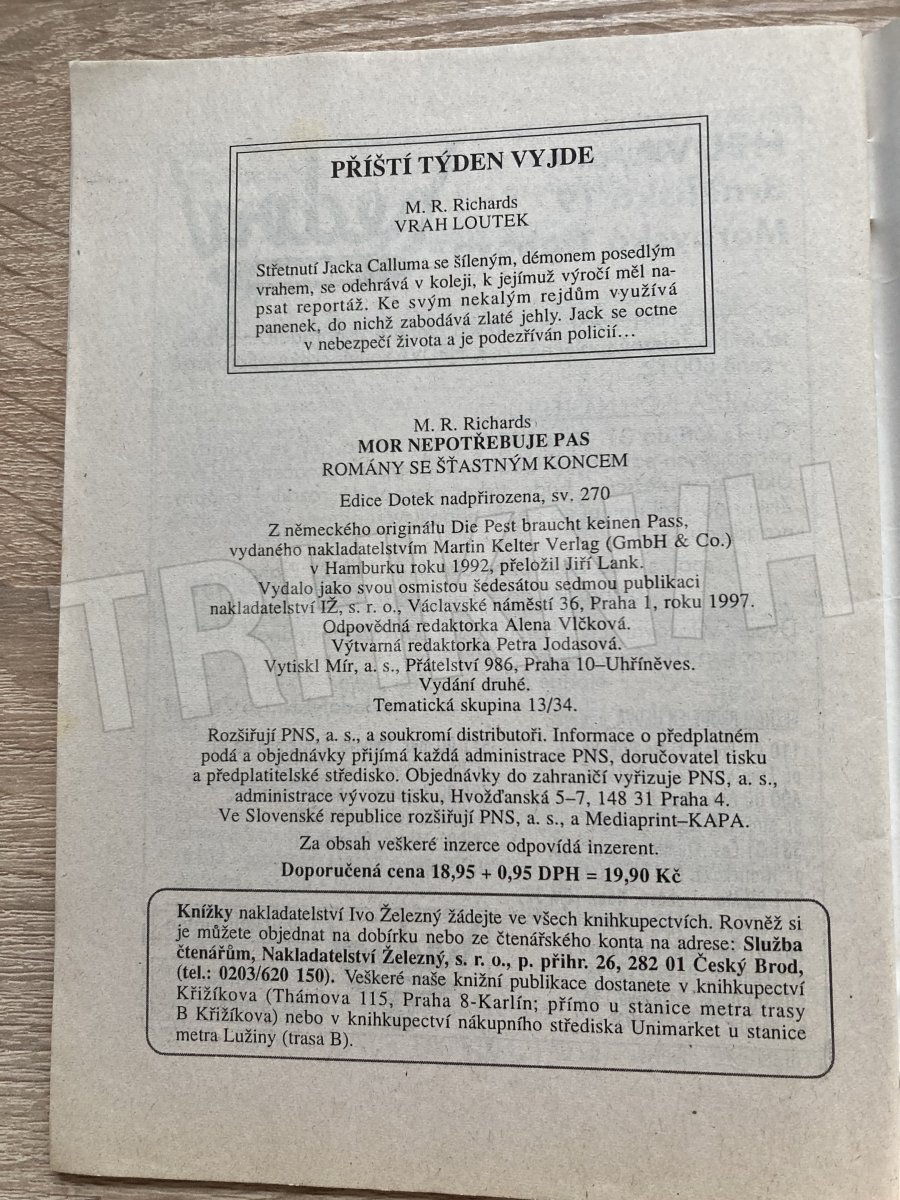 PŘÍŠTÍ TÝDEN VYJDE
M. R. Richards
VRAH LOUTEK
Střetnutí Jacka Calluma se šíleným, démonem posedlým
vrahem, se odehrává v koleji, k jejímuž výročí měl na-
psat reportáž. Ke svým nekalým rejdům využívá
panenek, do nichž zabodává zlaté jehly. Jack se octne
v nebezpečí života a je podezříván policií…
M. R. Richards
MOR NEPOTŘEBUJE PAS
ROMÁNY SE ŠŤASTNÝM KONCEM
Edice Dotek nadpřirozena, sv. 270
Z německého originálu Die Pest braucht keinen Pass,
vydaného nakladatelstvím Martin Kelter Verlag (GmbH & Co.)
v Hamburku roku 1992, přeložil Jiří Lank.
Vydalo jako svou osmistou šedesátou sedmou publikaci
nakladatelství IŽ, s. r. o., Václavské náměstí 36, Praha 1, roku 1997.
Odpovědná redaktorka Alena Vlčková.
Výtvarná redaktorka Petra Jodasová.
Vytiskl Mír, a. s., Přátelství 986, Praha 10–Uhříněves.
Vydání druhé.
Tematická skupina 13/34.
Rozšiřují PNS, a. s., a soukromí distributoři. Informace o předplatném
podá a objednávky přijímá každá administrace PNS, doručovatel tisku
a předplatitelské středisko. Objednávky do zahraničí vyřizuje PNS, a. s.,
administrace vývozu tisku, Hvožďanská 5–7, 148 31 Praha 4.
Ve Slovenské republice rozšiřují PNS, a. s., a Mediaprint–KAPA.
Za obsah veškeré inzerce odpovídá inzerent.
Doporučená cena 18,95 + 0,95 DPH = 19,90 Kč
Knížky nakladatelství Ivo Železný žádejte ve všech knihkupectvích. Rovněž si
je můžete objednat na dobírku nebo ze čtenářského konta na adrese: Služba
čtenářům, Nakladatelství Železný, s. r. o., p. přihr. 26, 282 01 Český Brod,
(tel.: 0203/620 150). Veškeré naše knižní publikace dostanete v knihkupectví
Křižíkova (Thámova 115, Praha 8-Karlín; přímo u stanice metra trasy
B Křižíkova) nebo v knihkupectví nákupního střediska Unimarket u stanice
metra Lužiny (trasa B).